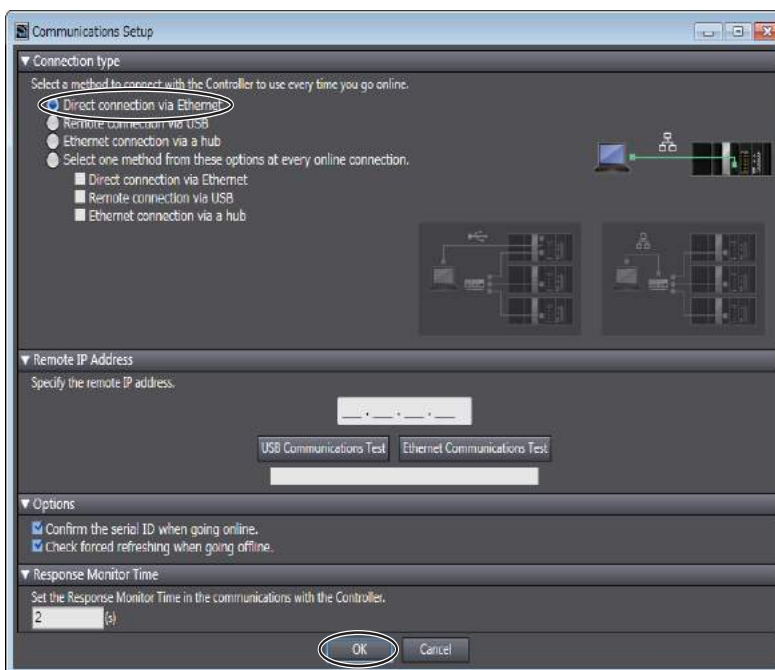 Communications Setup
▼ Connection type
Select a method to connect with the Controller to use every time you go online.
Direct connection via Ethernet
Remote connection via USB
Ethernet connection via a hub
Select one method from these options at every online connection.
Direct connection via Ethernet
Remote connection via USB
Ethernet connection via a hub
▼ Remote IP Address
Specify the remote IP address.
__.__.__.__
USB Communications Test Ethernet Communications Test
▼ Options
Confirm the serial ID when going online.
Check forced refreshing when going offline.
▼ Response Monitor Time
Set the Response Monitor Time in the communications with the Controller.
2 (s)
OK Cancel